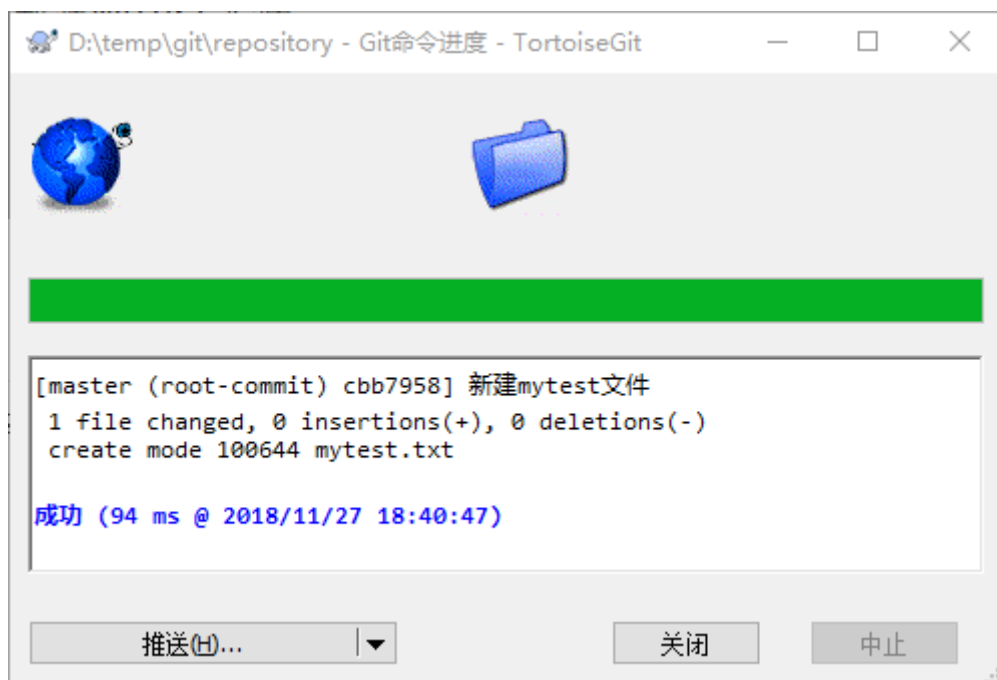 D:\temp\git\repository - Git命令进度 - TortoiseGit
[master (root-commit) cbb7958] 新建mytest文件
1 file changed, 0 insertions(+), 0 deletions(-)
create mode 100644 mytest.txt
成功 (94 ms @ 2018/11/27 18:40:47)
推送(H)... 关闭 中止